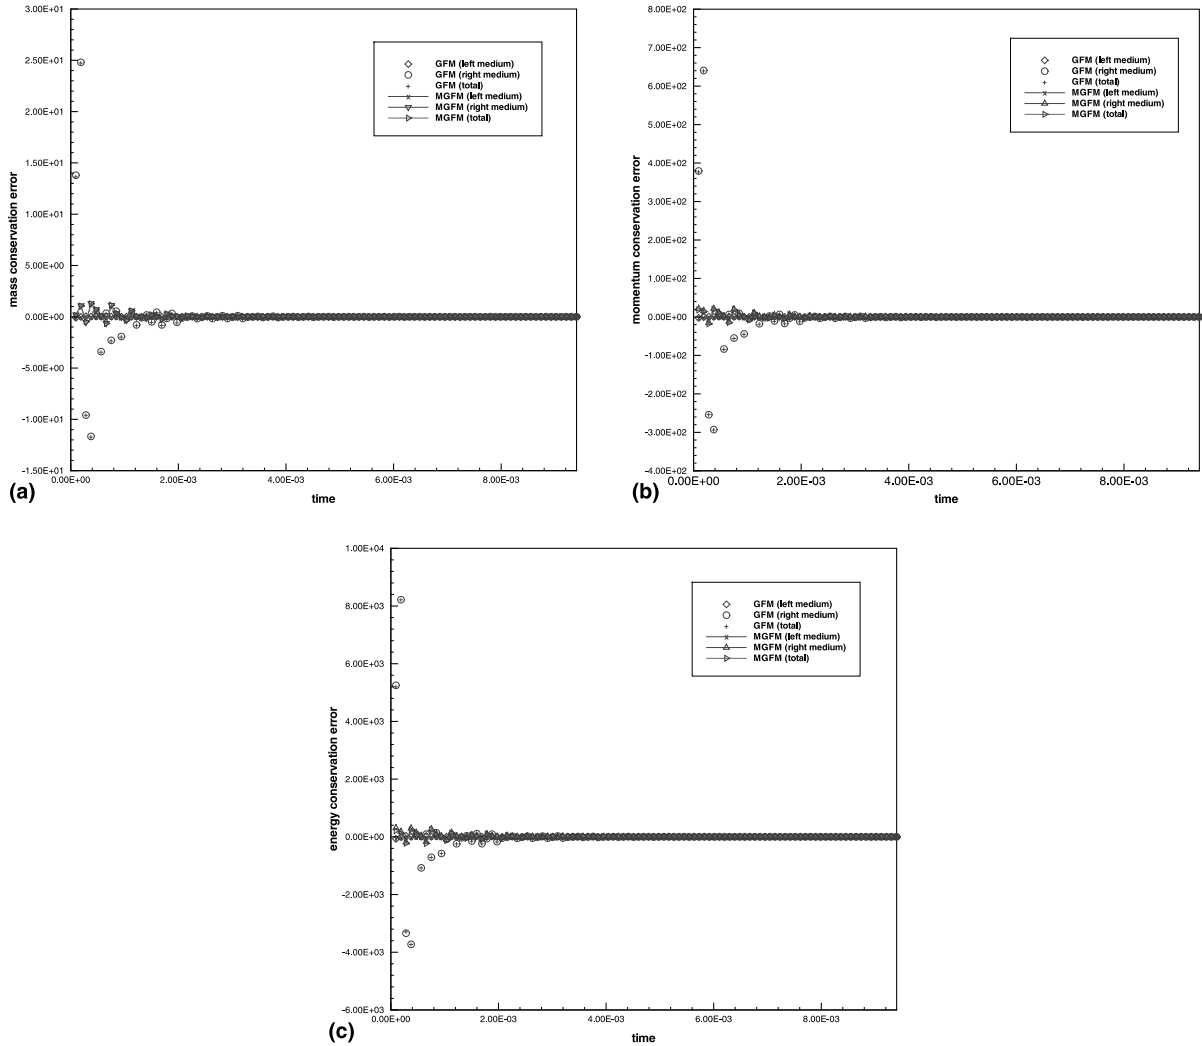 3.00E+01
2.50E+01
2.00E+01
1.50E+01
1.00E+01
5.00E+00
0.00E+00
-5.00E+00
-1.00E+01
-1.50E+01
mass conservation error
GFM (left medium)
GFM (right medium)
GFM (total)
MGFM (left medium)
MGFM (right medium)
MGFM (total)
0.00E+00 2.00E-03 4.00E-03 6.00E-03 8.00E-03
time
(a)
8.00E+02
7.00E+02
6.00E+02
5.00E+02
4.00E+02
3.00E+02
2.00E+02
1.00E+02
0.00E+00
-1.00E+02
-2.00E+02
-3.00E+02
-4.00E+02
momentum conservation error
GFM (left medium)
GFM (right medium)
GFM (total)
MGFM (left medium)
MGFM (right medium)
MGFM (total)
0.00E+00 2.00E-03 4.00E-03 6.00E-03 8.00E-03
time
(b)
1.00E+04
8.00E+03
6.00E+03
4.00E+03
2.00E+03
0.00E+00
-2.00E+03
-4.00E+03
-6.00E+03
energy conservation error
GFM (left medium)
GFM (right medium)
GFM (total)
MGFM (left medium)
MGFM (right medium)
MGFM (total)
0.00E+00 2.00E-03 4.00E-03 6.00E-03 8.00E-03
time
(c)